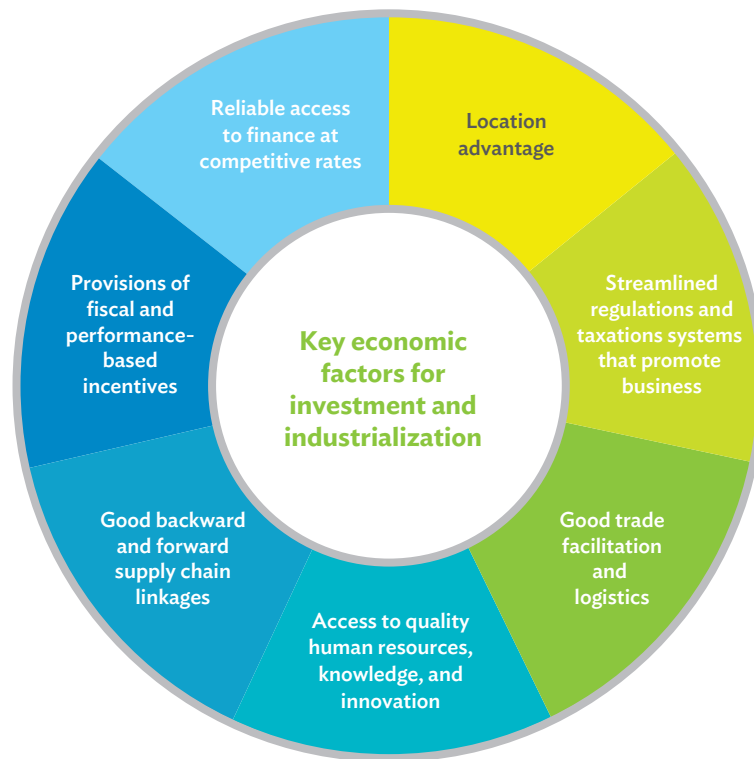 Reliable access
to finance at
competitive rates
Location
advantage
Streamlined
regulations and
taxations systems
that promote
business
Good trade
facilitation
and
logistics
Access to quality
human resources,
knowledge, and
innovation
Good backward
and forward
supply chain
linkages
Provisions of
fiscal and
performance-
based
incentives
Key economic
factors for
investment and
industrialization